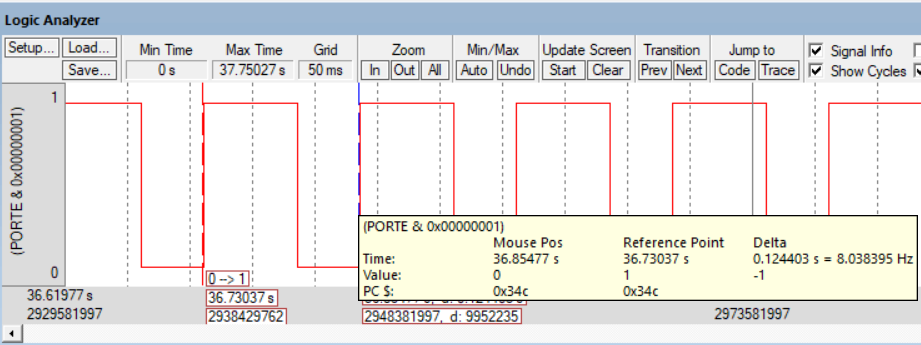 Logic Analyzer
Setup... Load... Min Time Max Time Grid Zoom Min/Max Update Screen Transition Jump to Signal Info
Save... 0 s 37.75027 s 50 ms In Out All Auto Undo Start Clear Prev Next Code Trace Show Cycles
1
(PORTE & 0x00000001)
0
(PORTE & 0x00000001)
Mouse Pos Reference Point Delta
Time: 36.85477 s 36.73037 s 0.124403 s = 8.038395 Hz
Value: 0 1 -1
PC $: 0x34c 0x34c
0 --> 1
36.61977 s 36.73037 s
2929581997 2938429762 2948381997, d: 9952235 2973581997